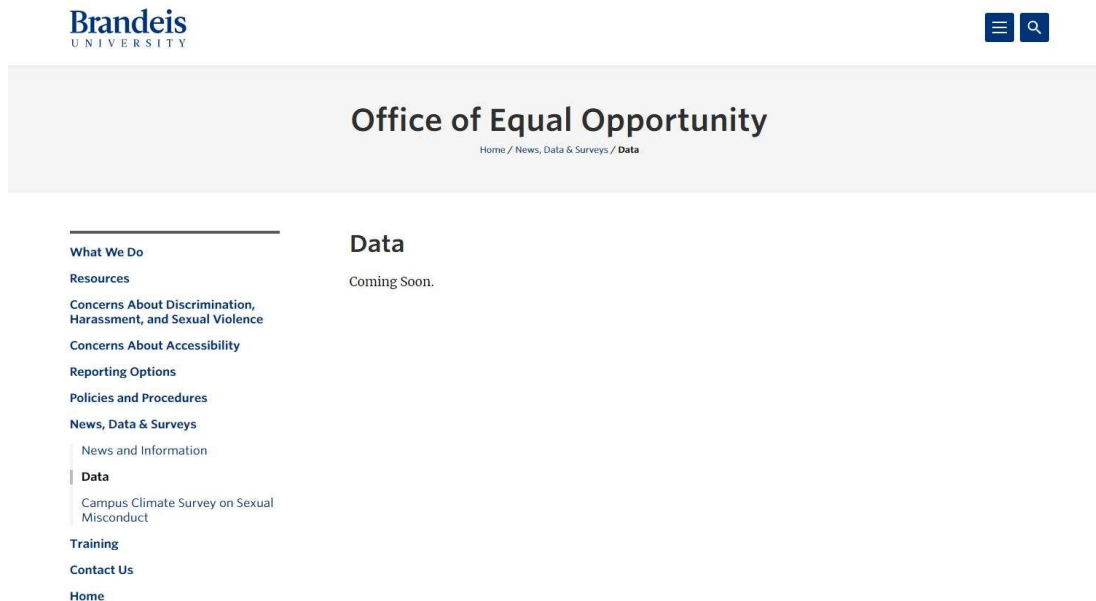 Brandeis
UNIVERSITY
Office of Equal Opportunity
Home / News, Data & Surveys / Data
What We Do
Resources
Concerns About Discrimination,
Harassment, and Sexual Violence
Concerns About Accessibility
Reporting Options
Policies and Procedures
News, Data & Surveys
News and Information
Data
Campus Climate Survey on Sexual
Misconduct
Training
Contact Us
Home
Data
Coming Soon.